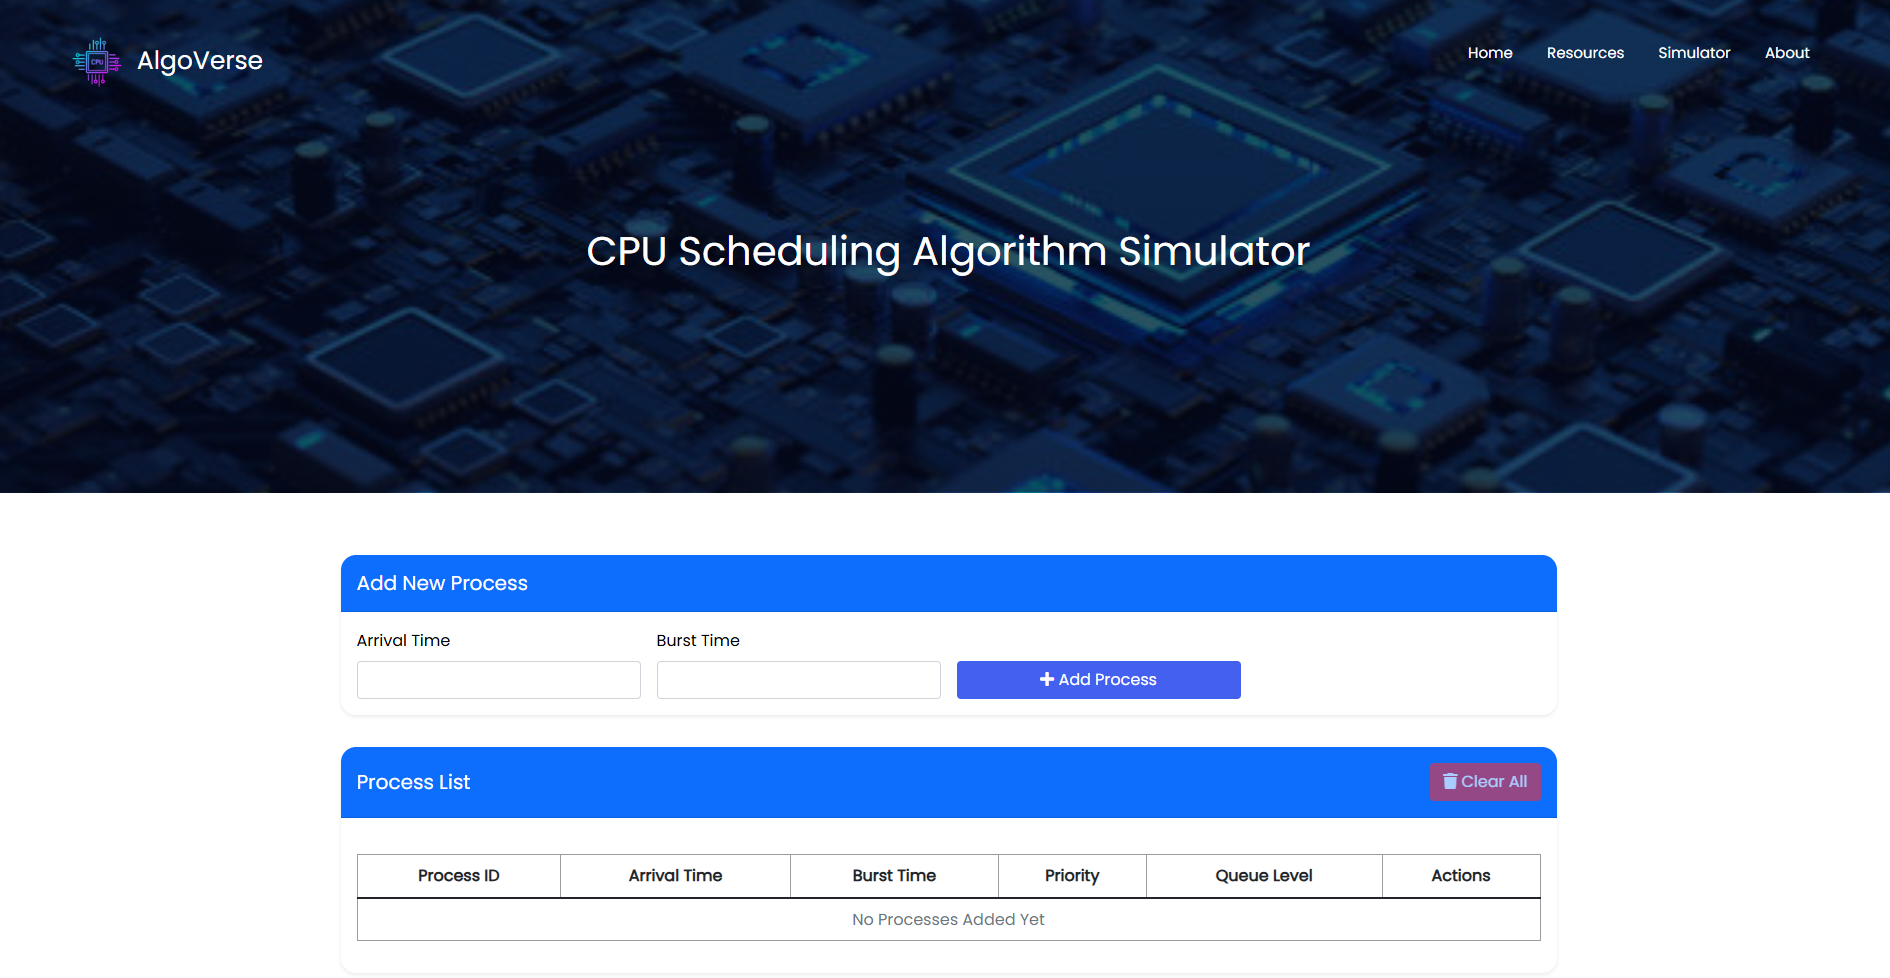 CPU
AlgoVerse
Home Resources Simulator About
CPU Scheduling Algorithm Simulator
Add New Process
Arrival Time Burst Time
Add Process
Process List
Clear All
Process ID Arrival Time Burst Time Priority Queue Level Actions
No Processes Added Yet